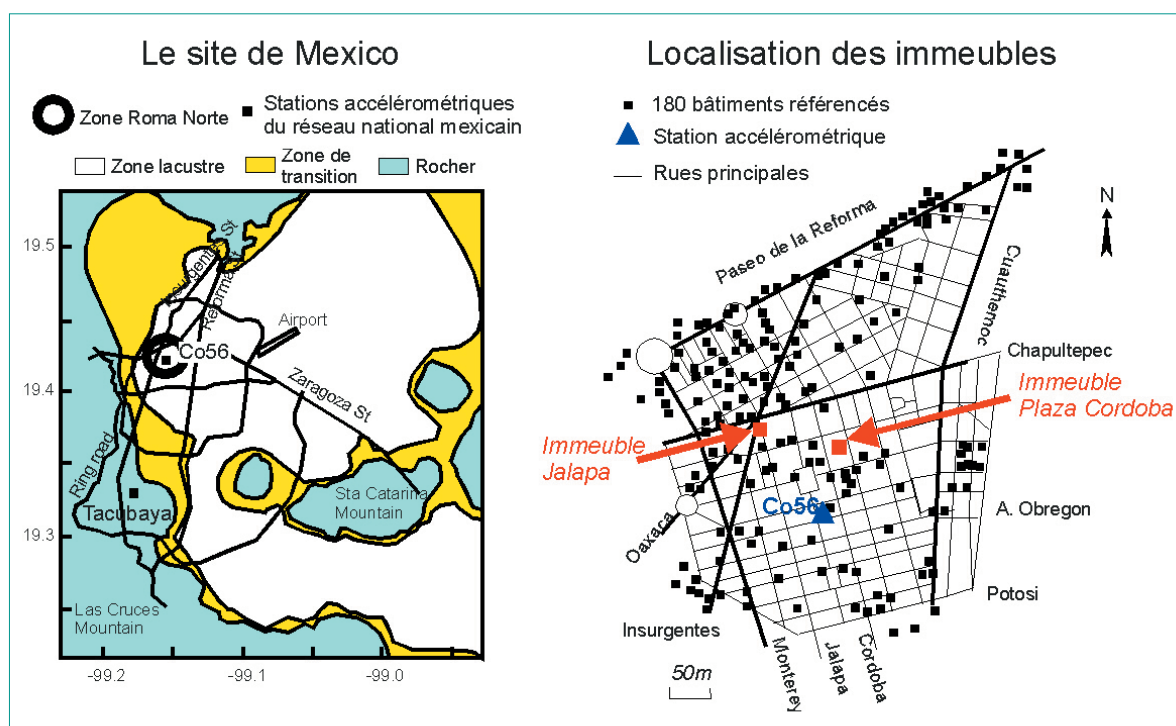 Le site de Mexico
Zone Roma Norte
Stations accélérométriques
du réseau national mexicain
Zone lacustre
Zone de
transition
Rocher
19.5
19.4
19.3
-99.2
-99.1
-99.0
Insurgentes St
Reforma St
Airport
Co56
Zaragoza St
Ring road
Tacubaya
Sta Catarina
Mountain
Las Cruces
Mountain
Localisation des immeubles
180 bâtiments référencés
Station accélérométrique
Rues principales
N
Paseo de la Reforma
Cuauthemoc
Chapultepec
Immeuble
Plaza Cordoba
Immeuble
Jalapa
Co56
A. Obregon
Oaxaca
Potosi
Insurgentes
Monterey
Jalapa
Cordoba
50m